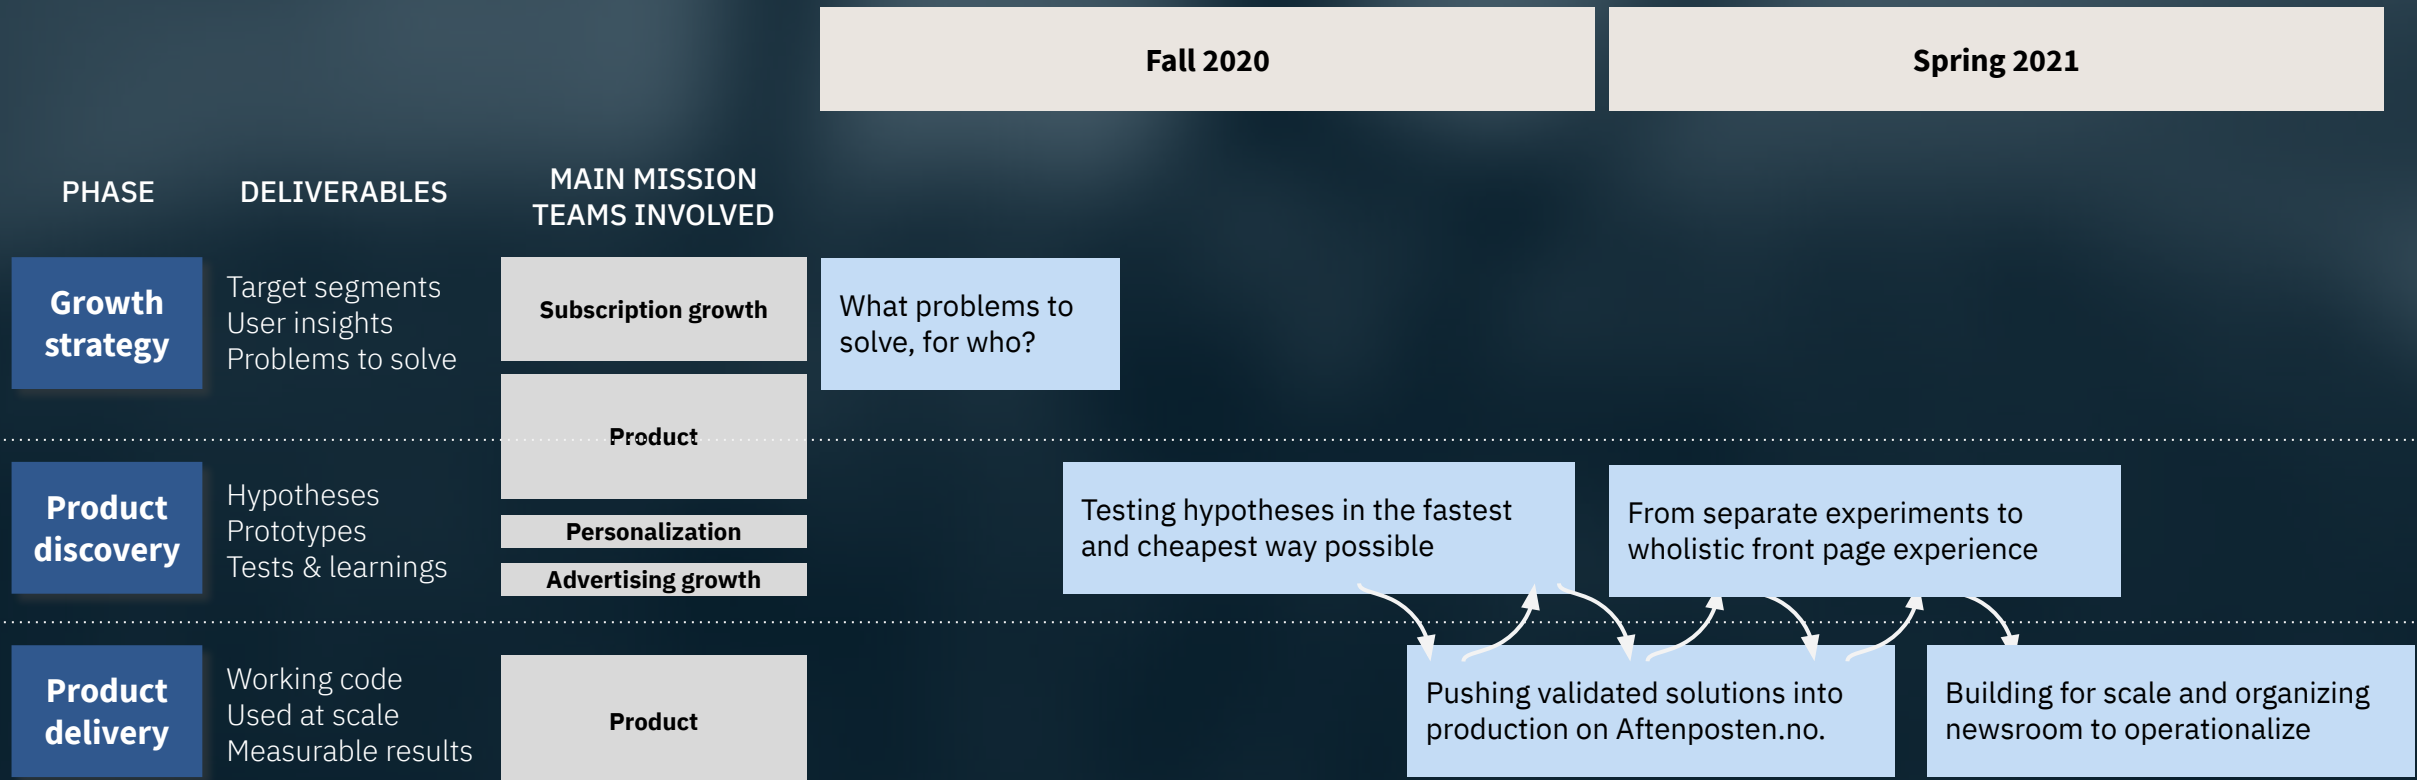 Fall 2020
Spring 2021
PHASE
DELIVERABLES
MAIN MISSION
TEAMS INVOLVED
Growth
strategy
Target segments
User insights
Problems to solve
Subscription growth
What problems to
solve, for who?
Product
Product
discovery
Hypotheses
Prototypes
Tests & learnings
Personalization
Advertising growth
Testing hypotheses in the fastest
and cheapest way possible
From separate experiments to
wholistic front page experience
Product
delivery
Working code
Used at scale
Measurable results
Product
Pushing validated solutions into
production on Aftenposten.no.
Building for scale and organizing
newsroom to operationalize